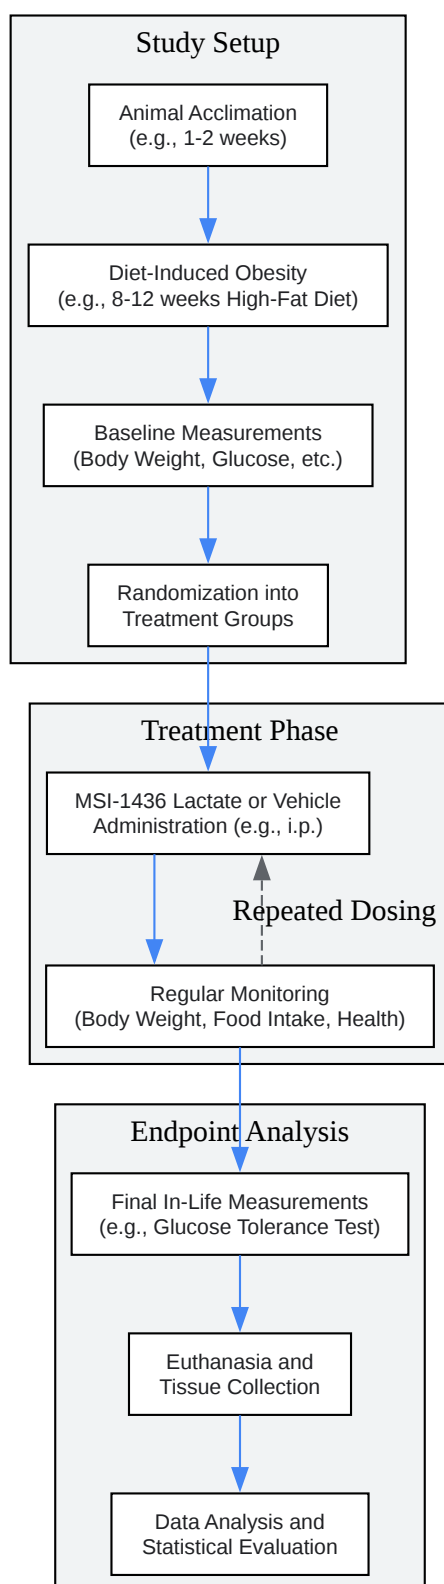 Study Setup
Animal Acclimation
(e.g., 1-2 weeks)
Diet-Induced Obesity
(e.g., 8-12 weeks High-Fat Diet)
Baseline Measurements
(Body Weight, Glucose, etc.)
Randomization into
Treatment Groups
Treatment Phase
MSI-1436 Lactate or Vehicle
Administration (e.g., i.p.)
Repeated Dosing
Regular Monitoring
(Body Weight, Food Intake, Health)
Endpoint Analysis
Final In-Life Measurements
(e.g., Glucose Tolerance Test)
Euthanasia and
Tissue Collection
Data Analysis and
Statistical Evaluation